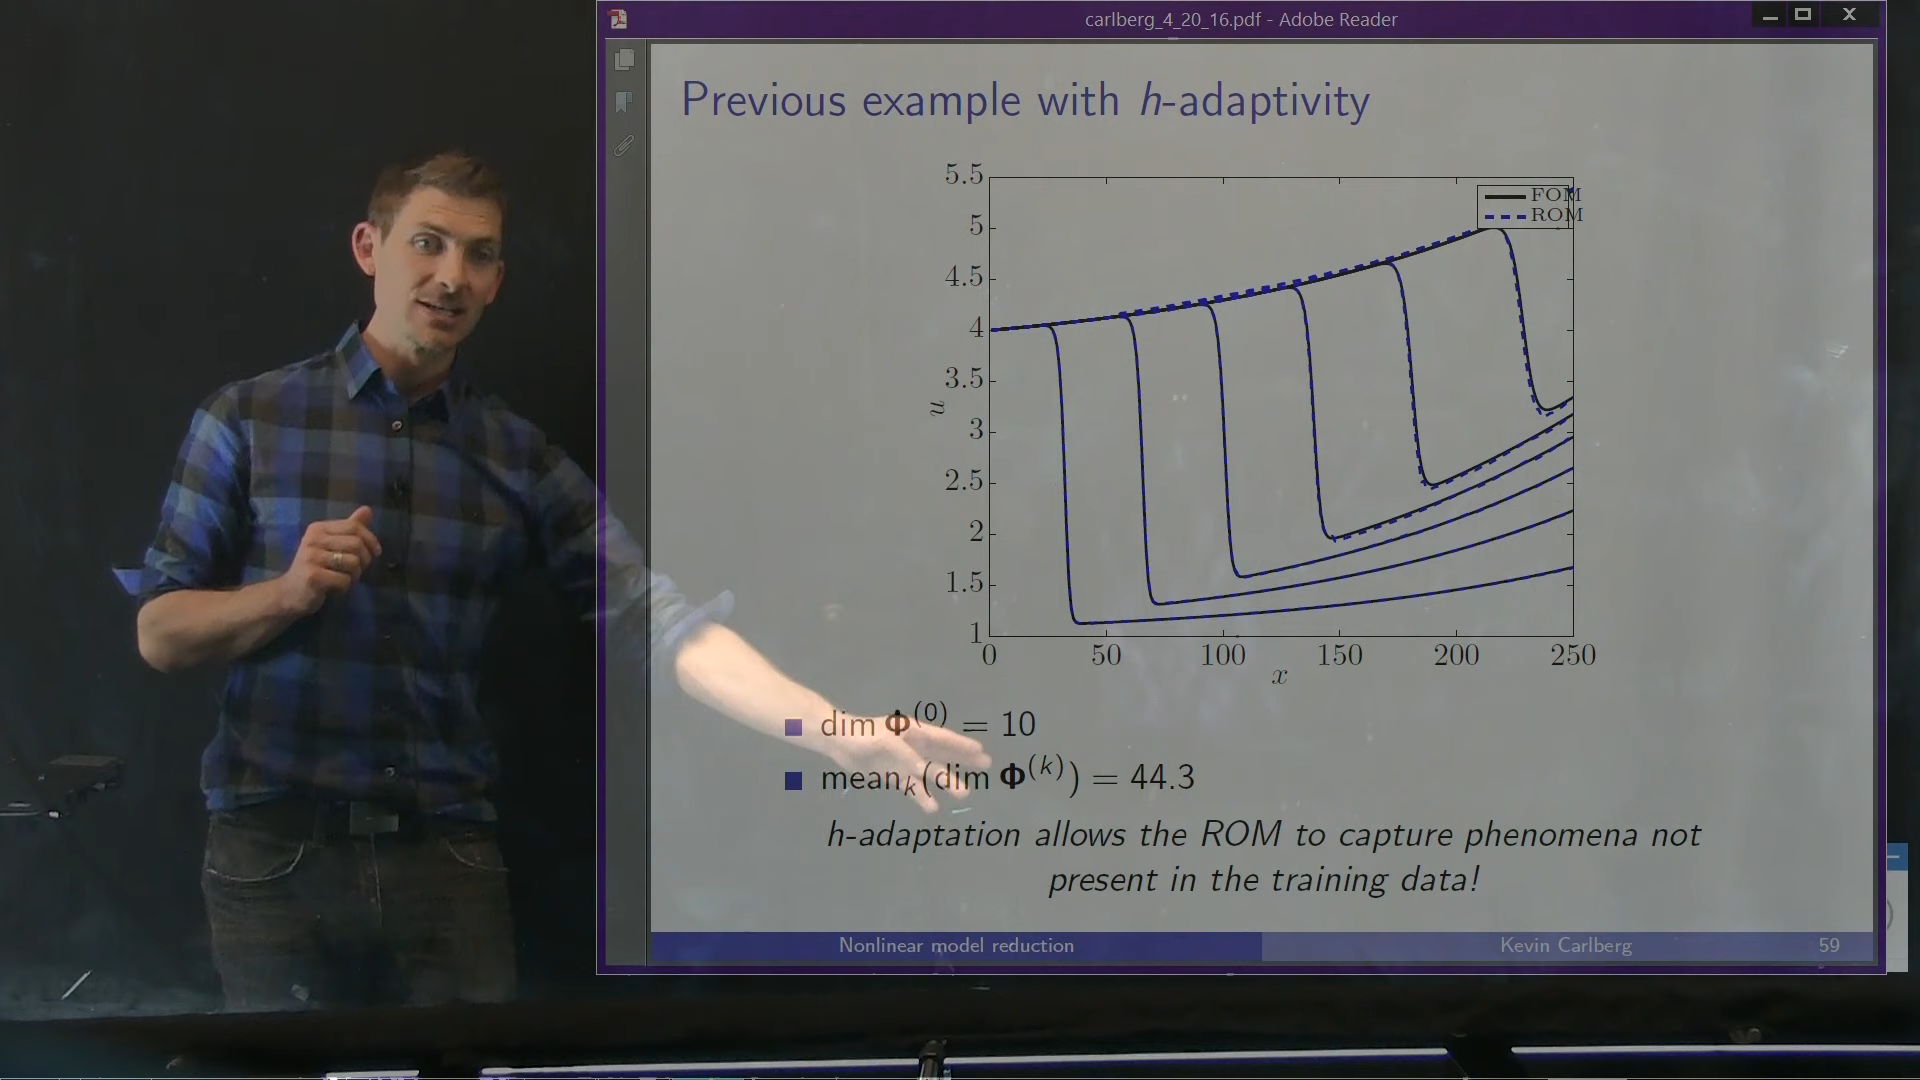 carlberg_4_20_16.pdf - Adobe Reader
Previous example with h-adaptivity
5.5
5
4.5
4
3.5
3
2.5
2
1.5
1
u
FOM
ROM
0 50 100 150 200 250
x
dim Φ(0) = 10
meank(dim Φ(k)) = 44.3
h-adaptation allows the ROM to capture phenomena not
present in the training data!
Nonlinear model reduction Kevin Carlberg 59